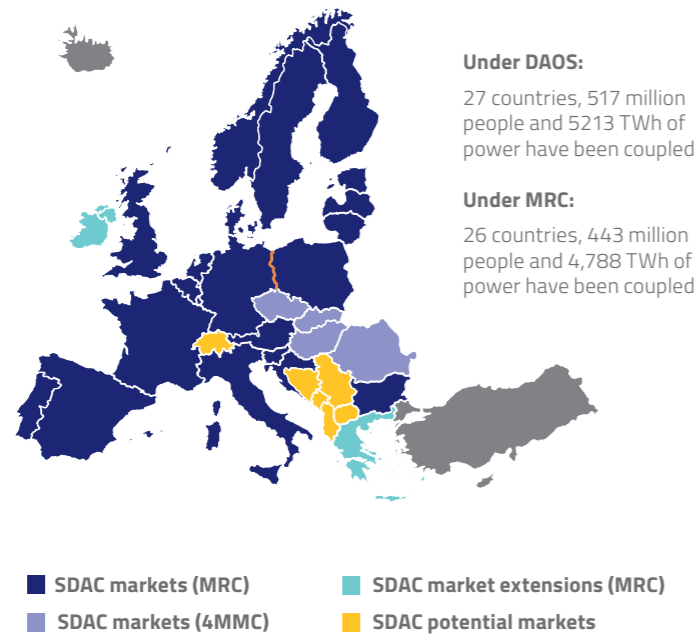 Under DAOS:
27 countries, 517 million
people and 5213 TWh of
power have been coupled
Under MRC:
26 countries, 443 million
people and 4,788 TWh of
power have been coupled
SDAC markets (MRC)
SDAC market extensions (MRC)
SDAC markets (4MMC)
SDAC potential markets